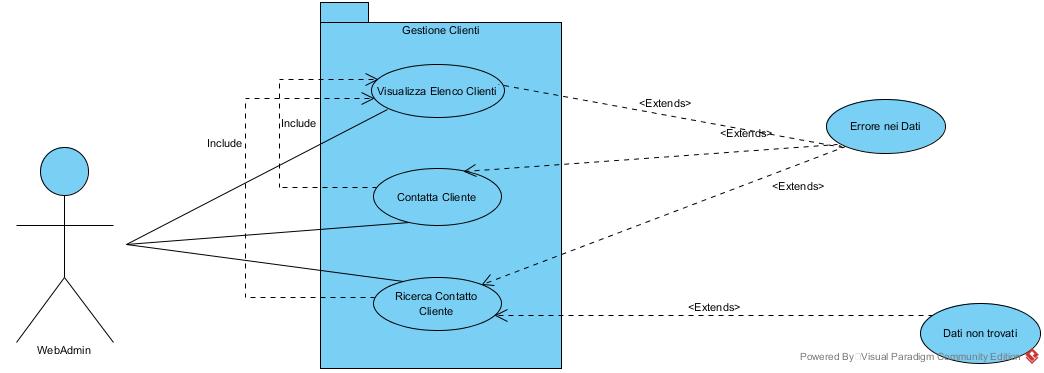 Gestione Clienti
Visualizza Elenco Clienti
<Extends>
Include
Errore nei Dati
<Extends>
Include
<Extends>
Contatta Cliente
Ricerca Contatto
Cliente
<Extends>
Dati non trovati
WebAdmin
Powered By Visual Paradigm Community Edition